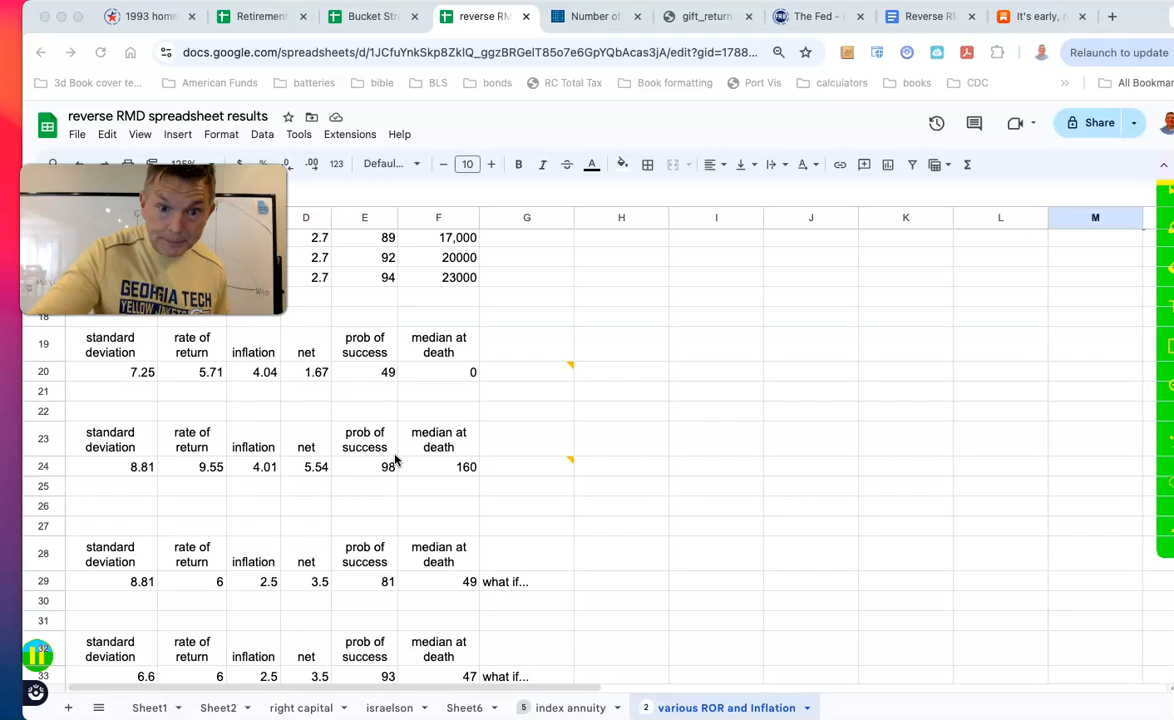 1993 home
Retirement
Bucket Stra
reverse RM
Number of
gift_return
The Fed -
Reverse RM
It's early, r
docs.google.com/spreadsheets/d/1JCfuYnkSkp8ZklQ_ggzBRGelT85o7e6GpYQbAcas3jA/edit?gid=1788...
Relaunch to update
3d Book cover te...
American Funds
batteries
bible
BLS
bonds
RC Total Tax
Book formatting
Port Vis
calculators
books
CDC
All Bookmar
reverse RMD spreadsheet results
File Edit View Insert Format Data Tools Extensions Help
Share
123 Defaul... 10
D E F G H I J K L M
2.7 89 17,000
2.7 92 20000
2.7 94 23000
GEORGIA TECH
YELLOW JACKETS
18
19 standard deviation rate of return inflation net prob of success median at death
20 7.25 5.71 4.04 1.67 49 0
21
22
23 standard deviation rate of return inflation net prob of success median at death
24 8.81 9.55 4.01 5.54 98 160
25
26
27
28 standard deviation rate of return inflation net prob of success median at death
29 8.81 6 2.5 3.5 81 49 what if...
30
31
standard deviation rate of return inflation net prob of success median at death
33 6.6 6 2.5 3.5 93 47 what if...
Sheet1 Sheet2 right capital israelson Sheet6 5 index annuity 2 various ROR and Inflation